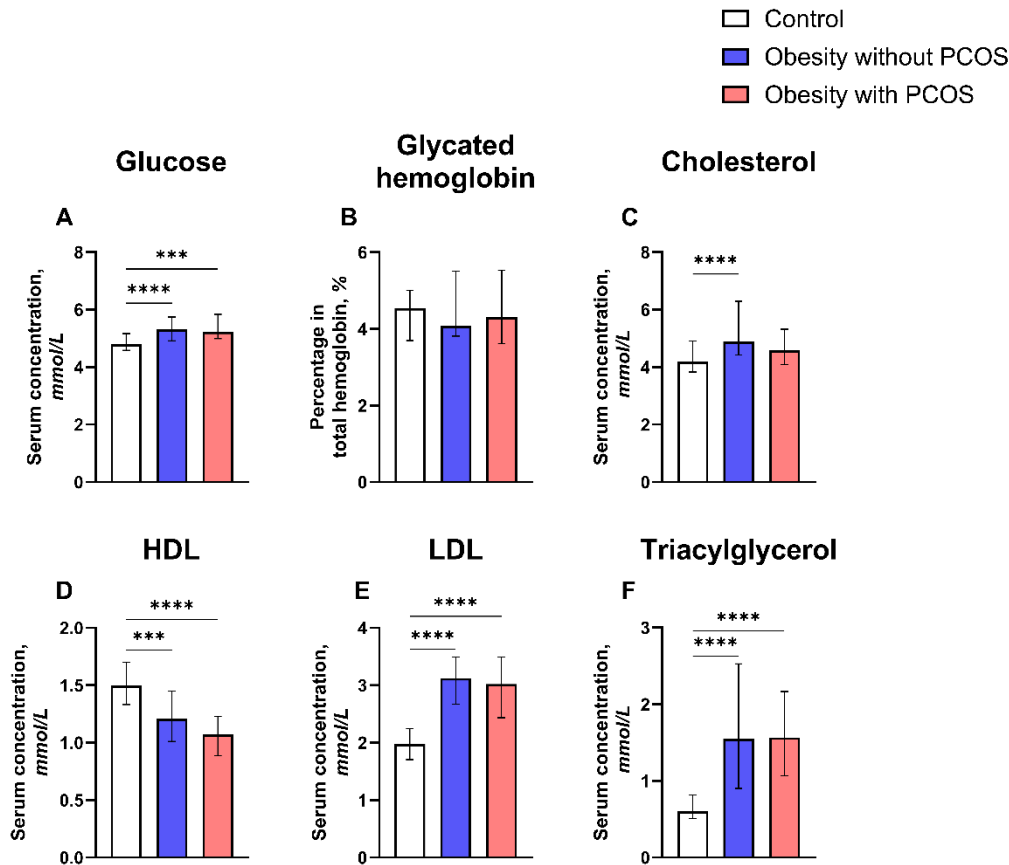 Control
Obesity without PCOS
Obesity with PCOS
Glucose
Glycated
hemoglobin
Cholesterol
A
B
C
Serum concentration,
mmol/L
8
6
4
2
0
***
****
Percentage in
total hemoglobin, %
6
4
2
0
Serum concentration,
mmol/L
8
6
4
2
0
****
HDL
LDL
Triacylglycerol
D
E
F
Serum concentration,
mmol/L
2.0
1.5
1.0
0.5
0.0
****
***
Serum concentration,
mmol/L
4
3
2
1
0
****
****
Serum concentration,
mmol/L
3
2
1
0
****
****